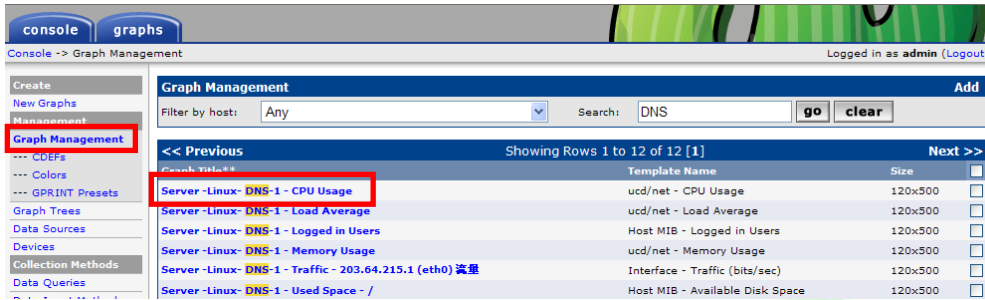 console graphs
Console -> Graph Management Logged in as admin (Logout
Create
New Graphs
Management
Graph Management
--- CDEFs
--- Colors
--- GPRINT Presets
Graph Trees
Data Sources
Devices
Collection Methods
Data Queries
Graph Management Add
Filter by host: Any Search: DNS go clear
<< Previous Showing Rows 1 to 12 of 12 [1] Next >>
Graph Title** Template Name Size
Server -Linux- DNS-1 - CPU Usage ucd/net - CPU Usage 120x500
Server -Linux- DNS-1 - Load Average ucd/net - Load Average 120x500
Server -Linux- DNS-1 - Logged in Users Host MIB - Logged in Users 120x500
Server -Linux- DNS-1 - Memory Usage ucd/net - Memory Usage 120x500
Server -Linux- DNS-1 - Traffic - 203.64.215.1 (eth0) 流量 Interface - Traffic (bits/sec) 120x500
Server -Linux- DNS-1 - Used Space - / Host MIB - Available Disk Space 120x500